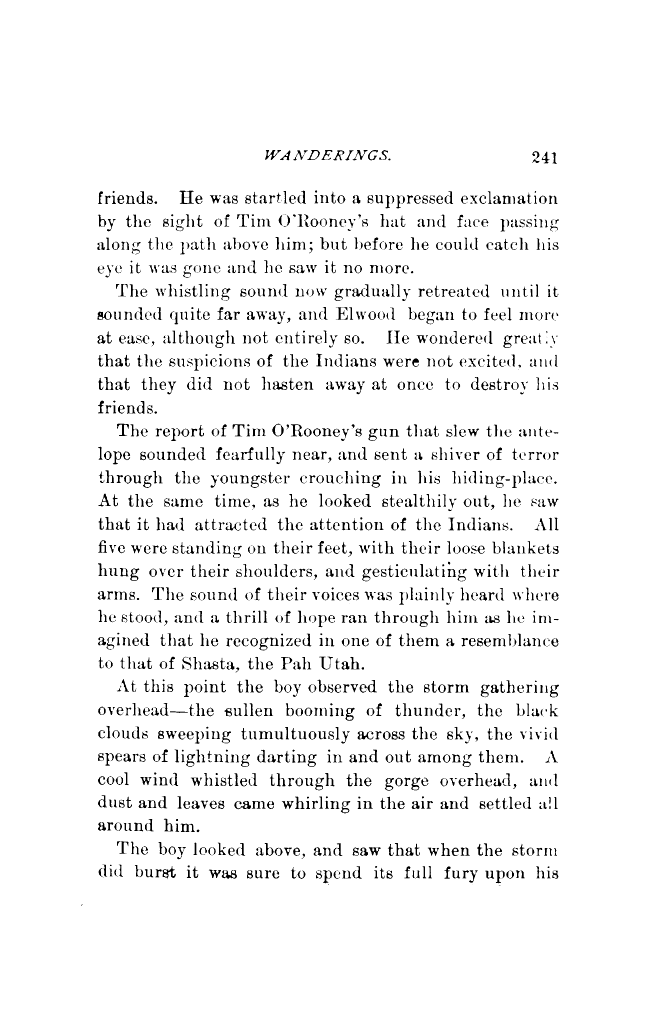 WANDERINGS. 241
friends. He was startled into a suppressed exclamation
by the sight of Tim O'Rooney's hat and face passing
along the path above him; but before he could catch his
eye it was gone and he saw it no more.
The whistling sound now gradually retreated until it
sounded quite far away, and Elwood began to feel more
at ease, although not entirely so. He wondered greatly
that the suspicions of the Indians were not excited, and
that they did not hasten away at once to destroy his
friends.
The report of Tim O'Rooney's gun that slew the ante-
lope sounded fearfully near, and sent a shiver of terror
through the youngster crouching in his hiding-place.
At the same time, as he looked stealthily out, he saw
that it had attracted the attention of the Indians. All
five were standing on their feet, with their loose blankets
hung over their shoulders, and gesticulating with their
arms. The sound of their voices was plainly heard where
he stood, and a thrill of hope ran through him as he im-
agined that he recognized in one of them a resemblance
to that of Shasta, the Pah Utah.
At this point the boy observed the storm gathering
overhead—the sullen booming of thunder, the black
clouds sweeping tumultuously across the sky, the vivid
spears of lightning darting in and out among them. A
cool wind whistled through the gorge overhead, and
dust and leaves came whirling in the air and settled all
around him.
The boy looked above, and saw that when the storm
did burst it was sure to spend its full fury upon his